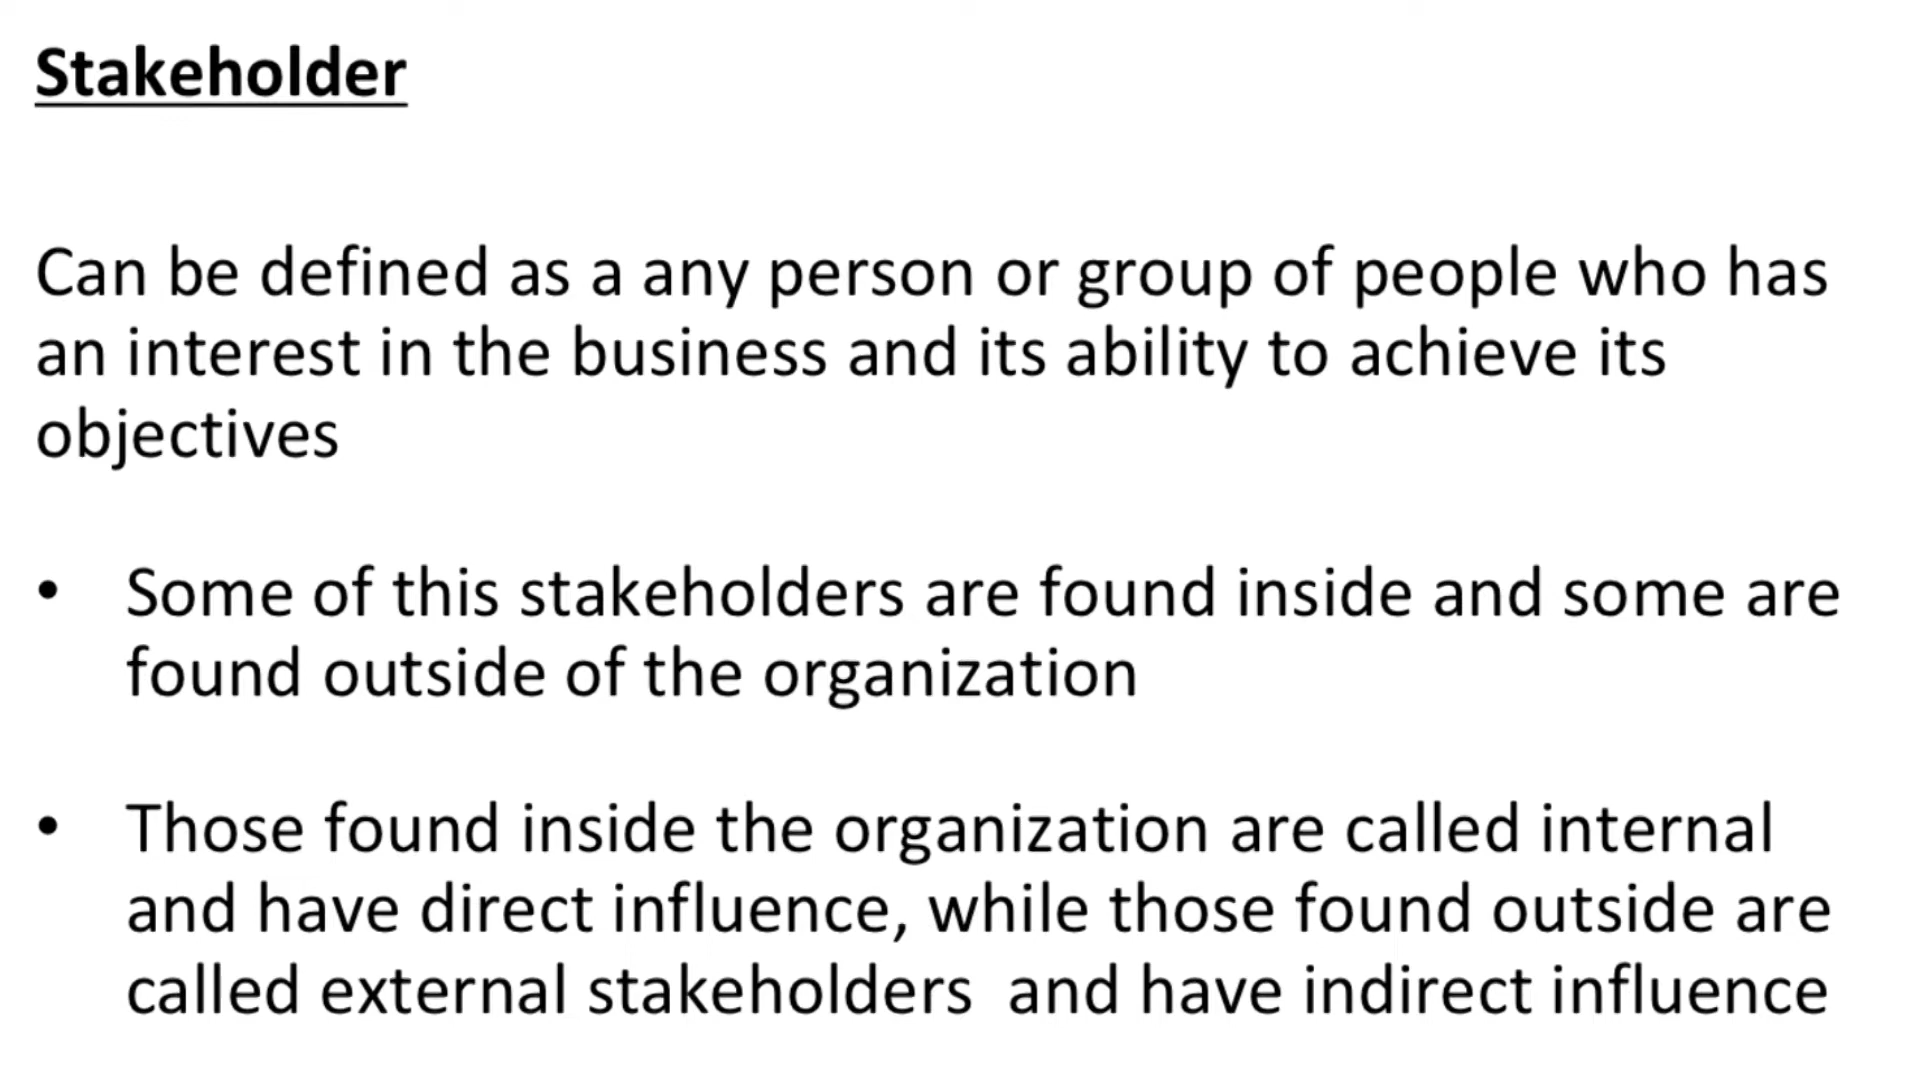 Stakeholder
Can be defined as a any person or group of people who has
an interest in the business and its ability to achieve its
objectives
• Some of this stakeholders are found inside and some are
found outside of the organization
• Those found inside the organization are called internal
and have direct influence, while those found outside are
called external stakeholders  and have indirect influence